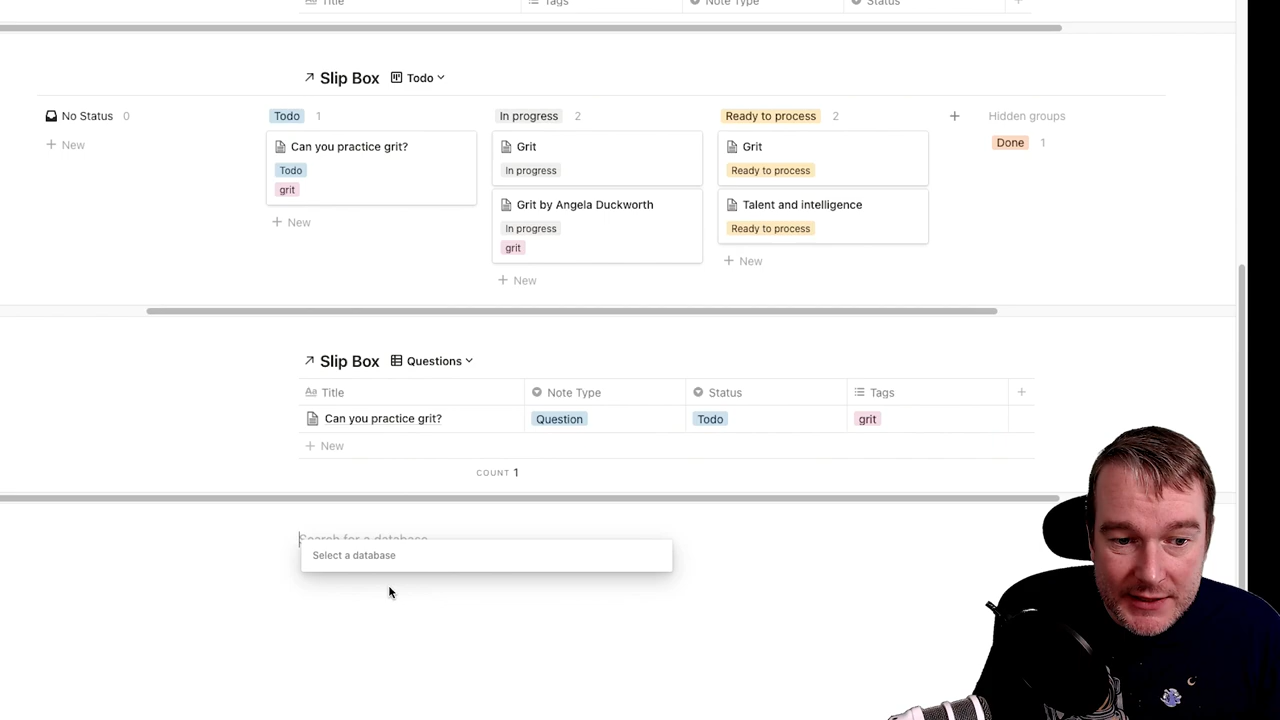 Title Tags Note Type Status
Slip Box Todo
No Status 0 Todo 1 In progress 2 Ready to process 2 Hidden groups
New Can you practice grit? Grit Grit Done 1
Todo In progress Ready to process
grit
Grit by Angela Duckworth Talent and intelligence
New In progress Ready to process
grit
New New
Slip Box Questions
Aa Title Note Type Status Tags
Can you practice grit? Question Todo grit
New
COUNT 1
Search for a database
Select a database